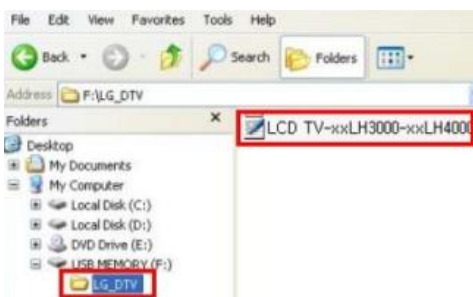 File Edit View Favorites Tools Help
Back Search Folders
Address F:\LG_DTV
Folders × LCD TV-xxLH3000-xxLH4000
Desktop
My Documents
My Computer
Local Disk (C:)
Local Disk (D:)
DVD Drive (E:)
USB MEMORY (F:)
LG_DTV